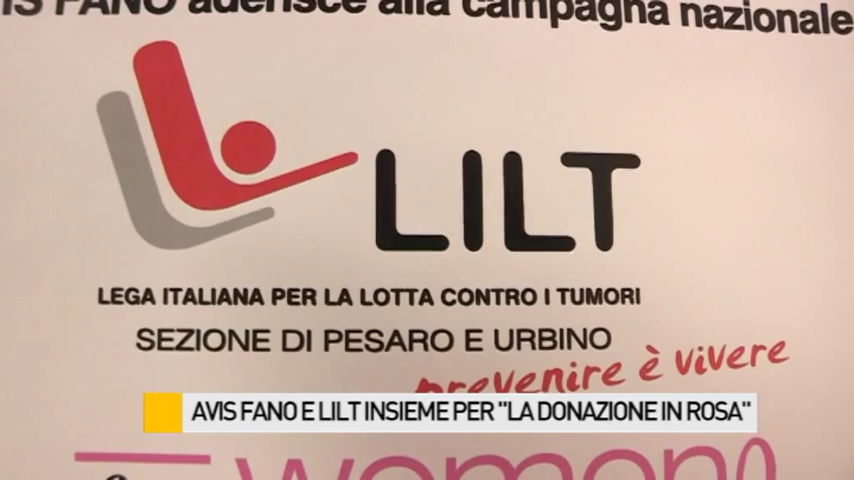 FANO aderisce alla campagna nazionale
LILT
LEGA ITALIANA PER LA LOTTA CONTRO I TUMORI
SEZIONE DI PESARO E URBINO
prevenire è vivere
AVIS FANO E LILT INSIEME PER "LA DONAZIONE IN ROSA"